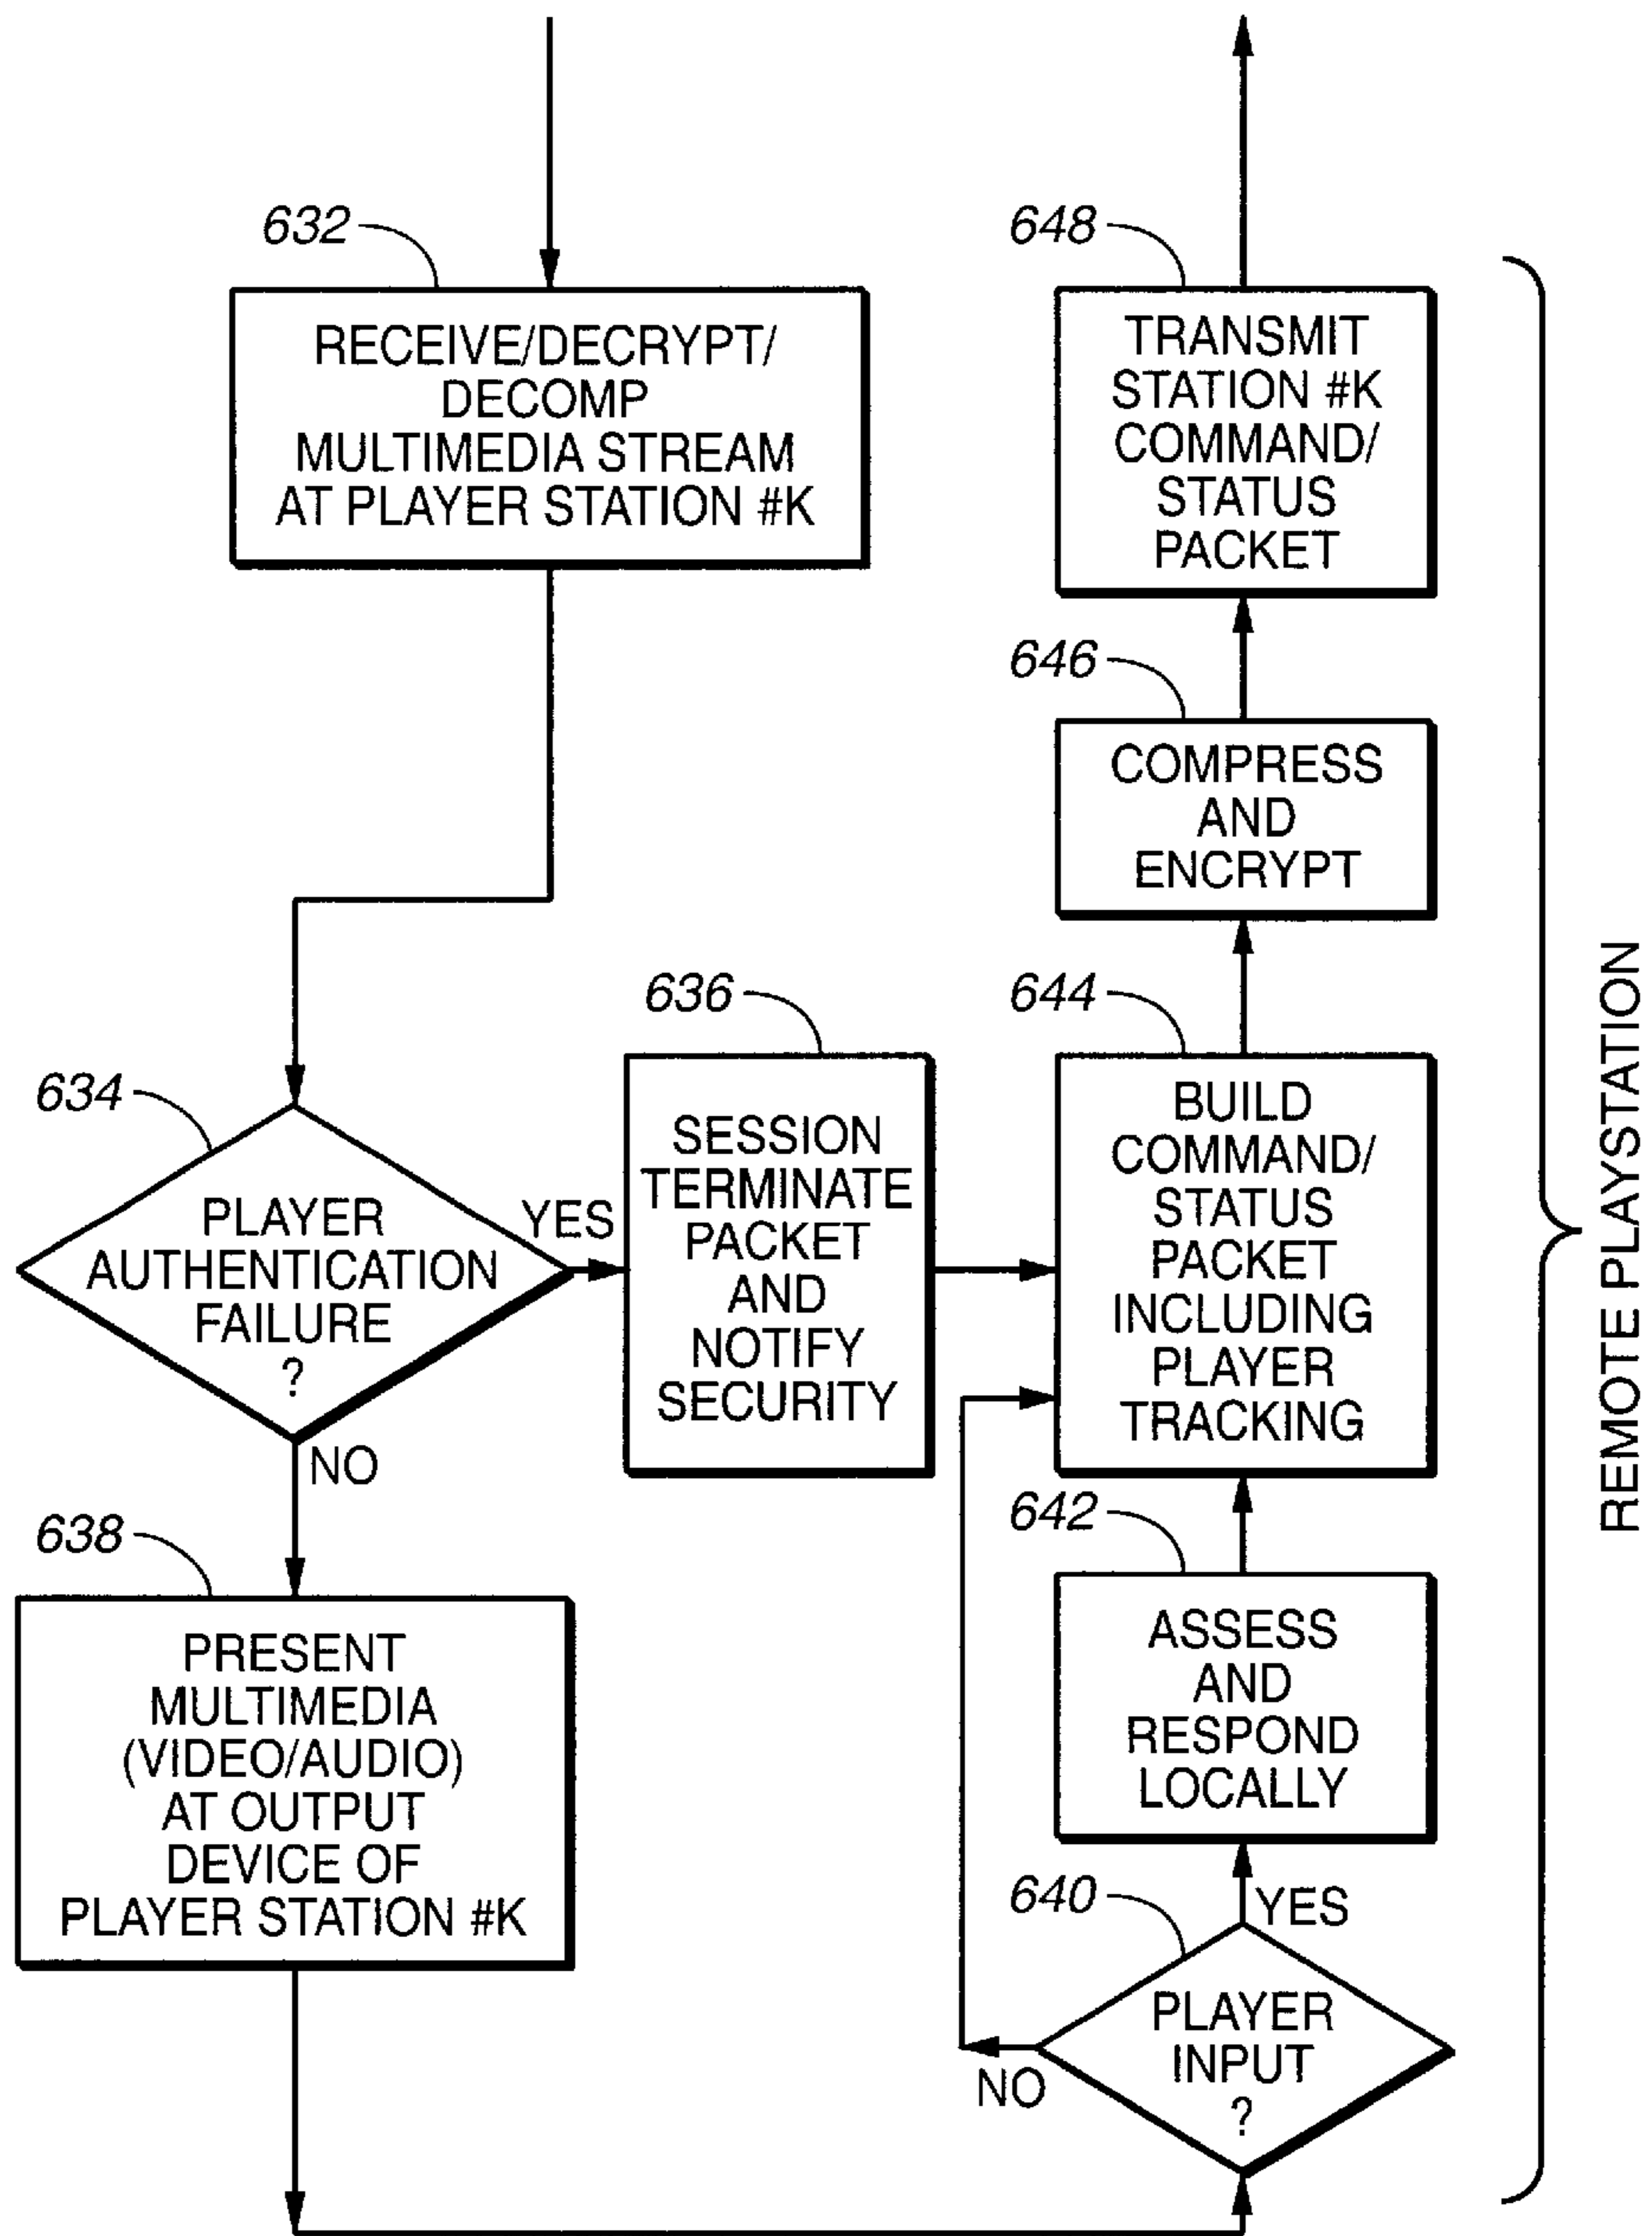 632
RECEIVE/DECRYPT/
DECOMP
MULTIMEDIA STREAM
AT PLAYER STATION #K
634
PLAYER
AUTHENTICATION
FAILURE
?
YES
NO
636
SESSION
TERMINATE
PACKET
AND
NOTIFY
SECURITY
638
PRESENT
MULTIMEDIA
(VIDEO/AUDIO)
AT OUTPUT
DEVICE OF
PLAYER STATION #K
648
TRANSMIT
STATION #K
COMMAND/
STATUS
PACKET
646
COMPRESS
AND
ENCRYPT
644
BUILD
COMMAND/
STATUS
PACKET
INCLUDING
PLAYER
TRACKING
642
ASSESS
AND
RESPOND
LOCALLY
640
YES
PLAYER
INPUT
?
NO
REMOTE PLAYSTATION